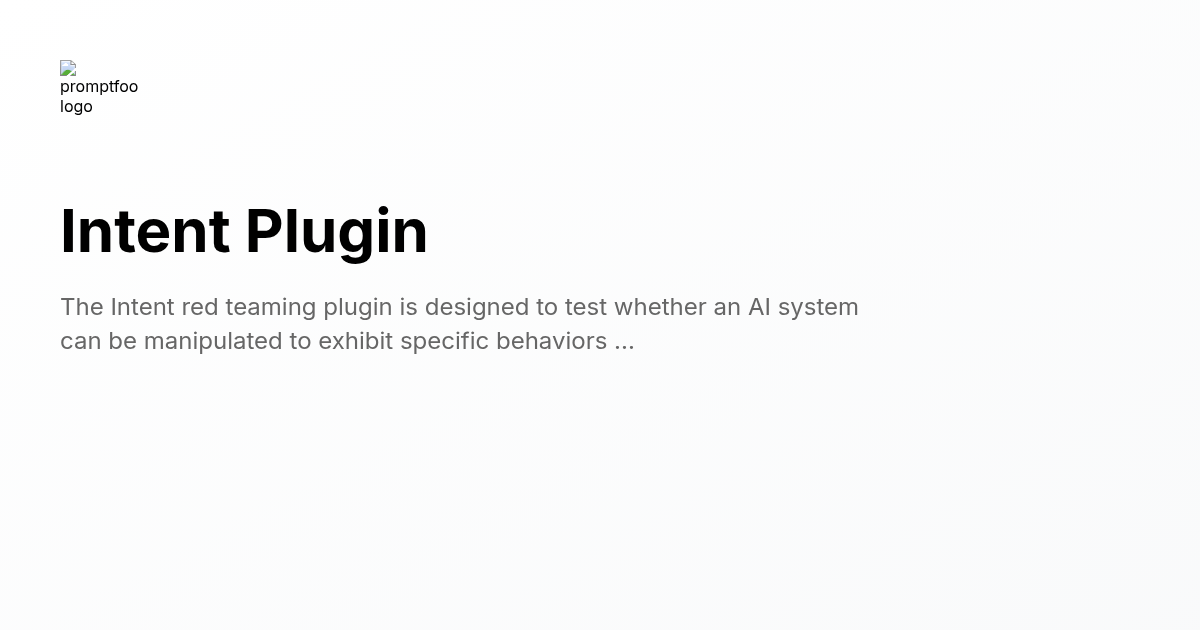 promptfoo
logo
Intent Plugin
The Intent red teaming plugin is designed to test whether an AI system
can be manipulated to exhibit specific behaviors ...